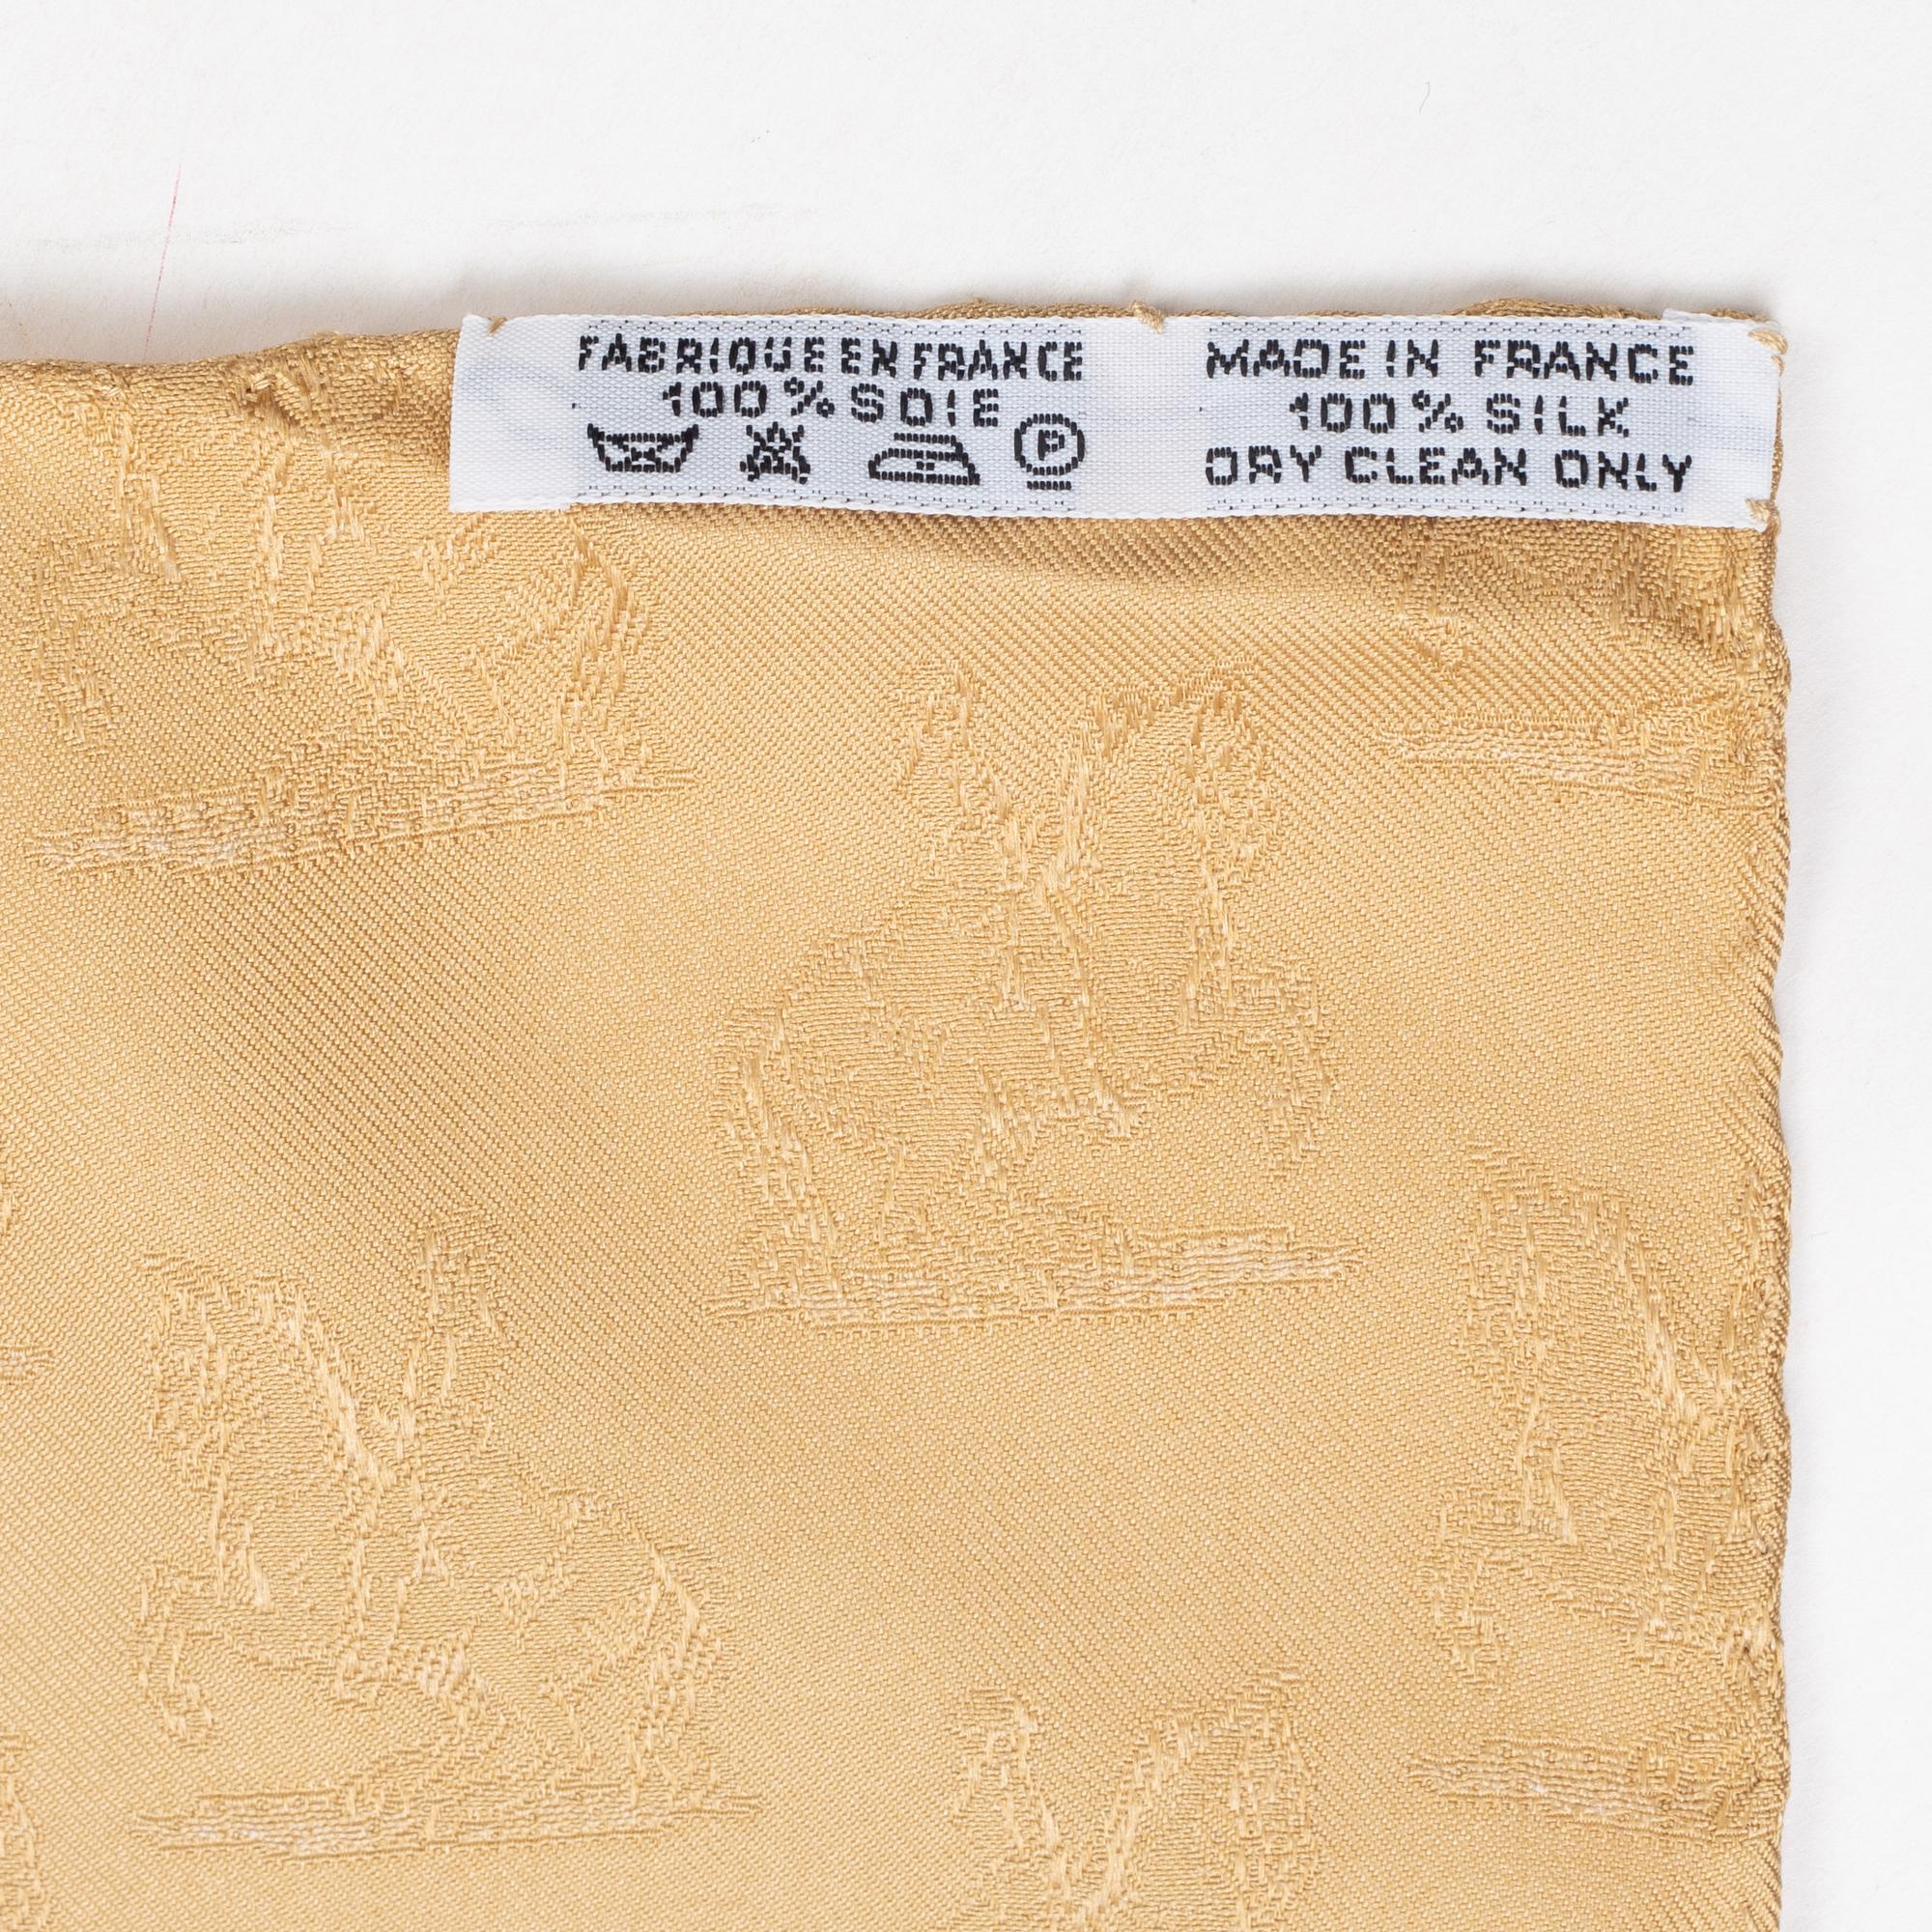 FABRIQUE EN FRANCE
100% SOIE
P
MADE IN FRANCE
100% SILK
DRY CLEAN ONLY